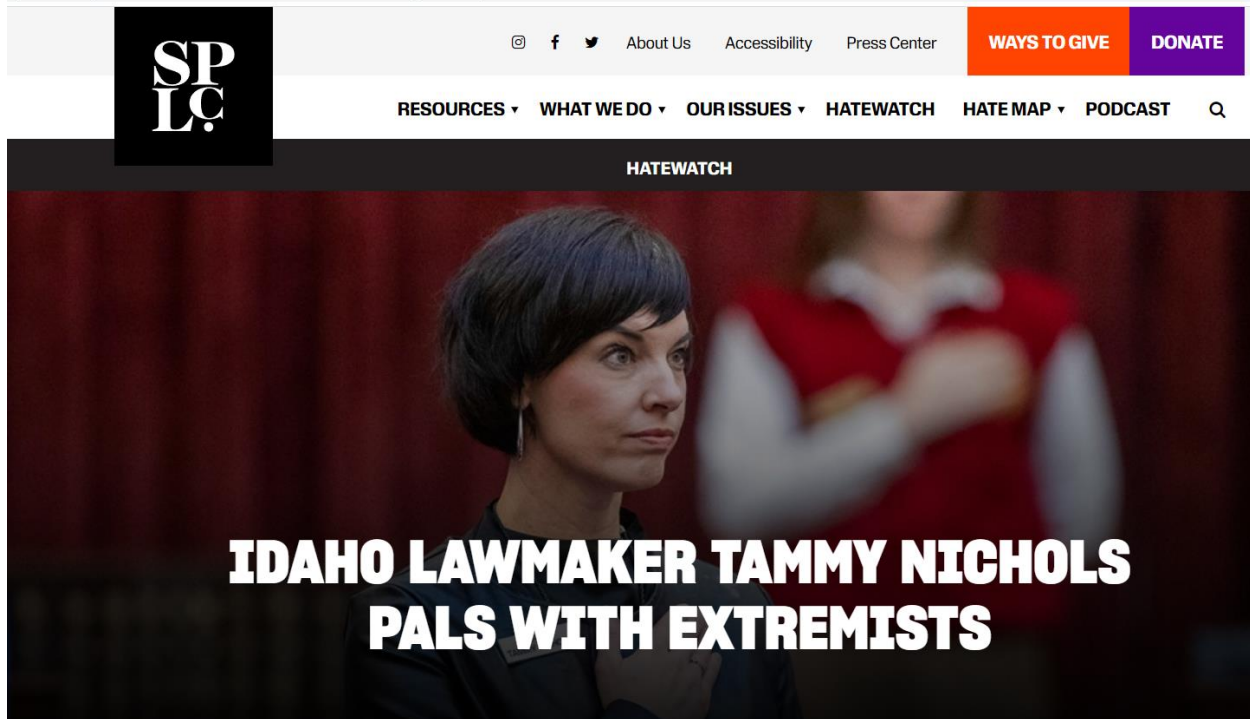 SP
LC
About Us Accessibility Press Center WAYS TO GIVE DONATE
RESOURCES WHAT WE DO OUR ISSUES HATEWATCH HATE MAP PODCAST
HATEWATCH
IDAHO LAWMAKER TAMMY NICHOLS
PALS WITH EXTREMISTS